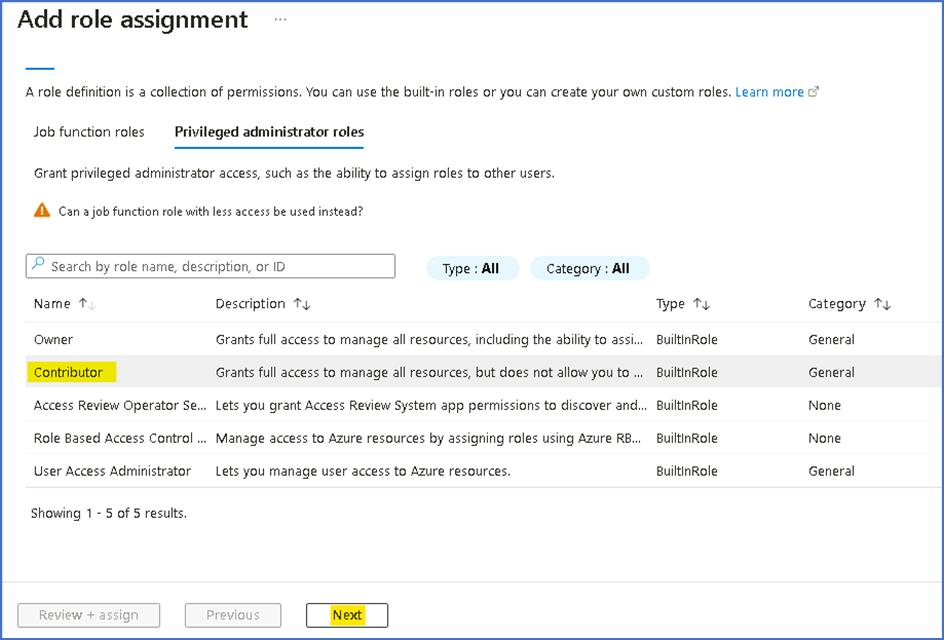 Add role assignment ...
A role definition is a collection of permissions. You can use the built-in roles or you can create your own custom roles. Learn more
Job function roles Privileged administrator roles
Grant privileged administrator access, such as the ability to assign roles to other users.
Can a job function role with less access be used instead?
Search by role name, description, or ID Type : All Category : All
Name ↑↓ Description ↑↓ Type ↑↓ Category ↑↓
Owner Grants full access to manage all resources, including the ability to assi... BuiltInRole General
Contributor Grants full access to manage all resources, but does not allow you to ... BuiltInRole General
Access Review Operator Se... Lets you grant Access Review System app permissions to discover and... BuiltInRole None
Role Based Access Control ... Manage access to Azure resources by assigning roles using Azure RB... BuiltInRole None
User Access Administrator Lets you manage user access to Azure resources. BuiltInRole General
Showing 1 - 5 of 5 results.
Review + assign Previous Next